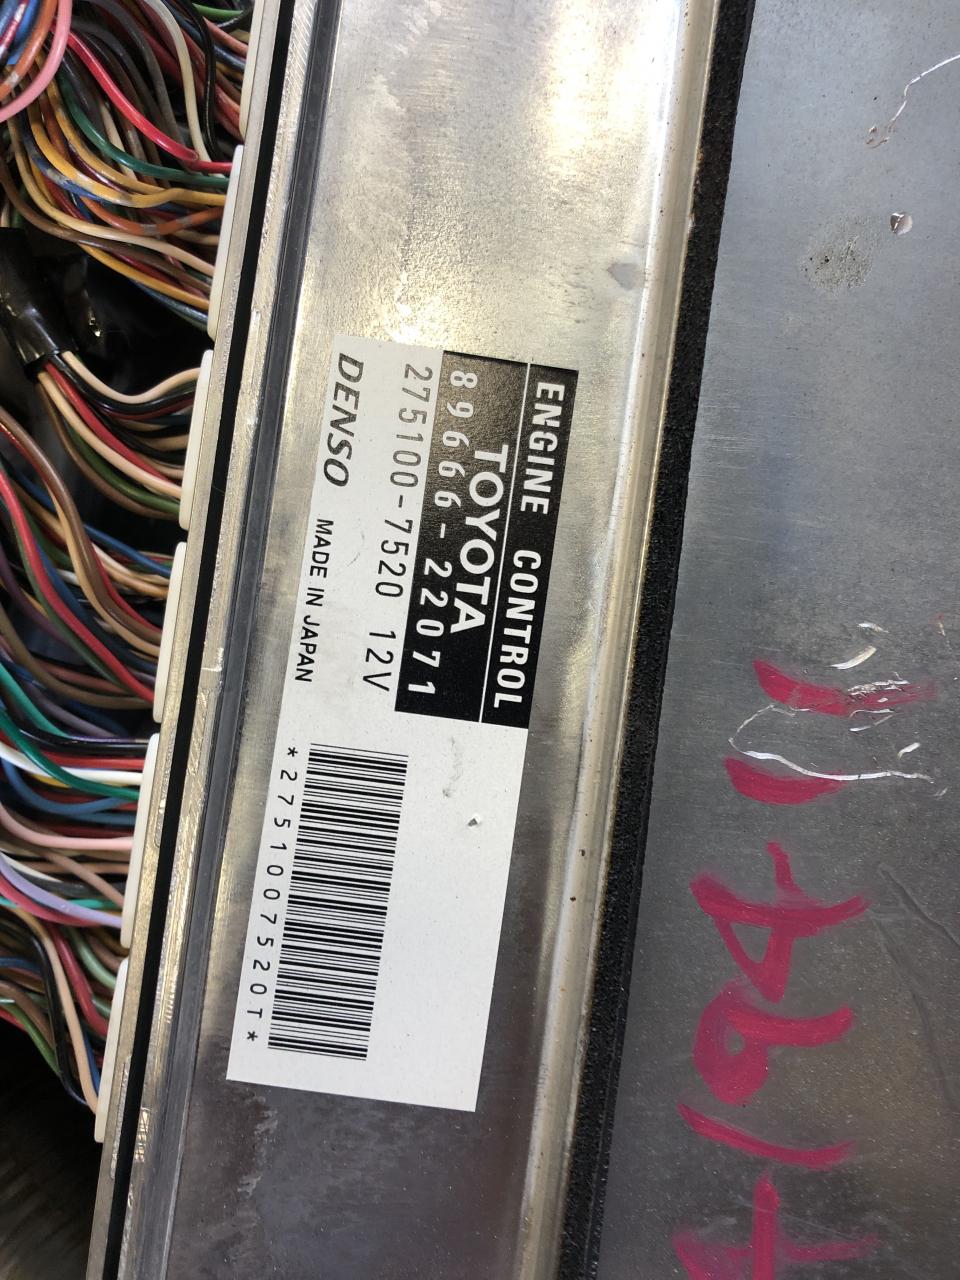 ENGINE CONTROL
TOYOTA
89666-22071
275100-7520 12V
DENSO MADE IN JAPAN
*2751007520T*